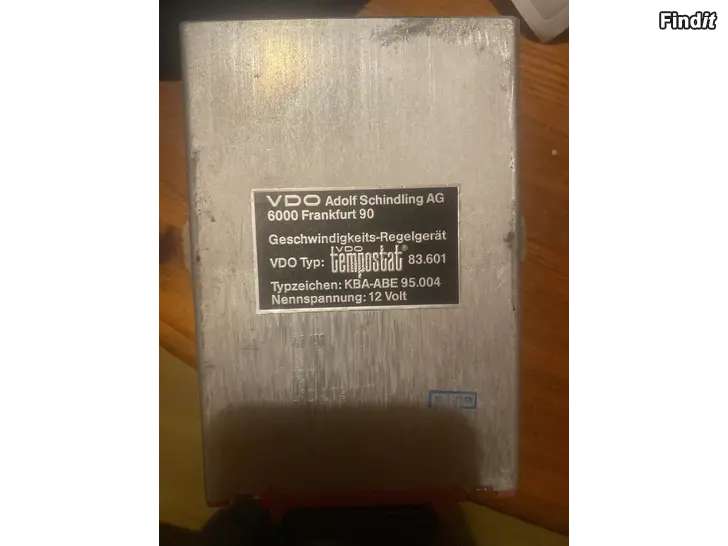 Findit
VDO Adolf Schindling AG
6000 Frankfurt 90
Geschwindigkeits-Regelgerät
VDO Typ: VDO tempostat® 83.601
Typzeichen: KBA-ABE 95.004
Nennspannung: 12 Volt